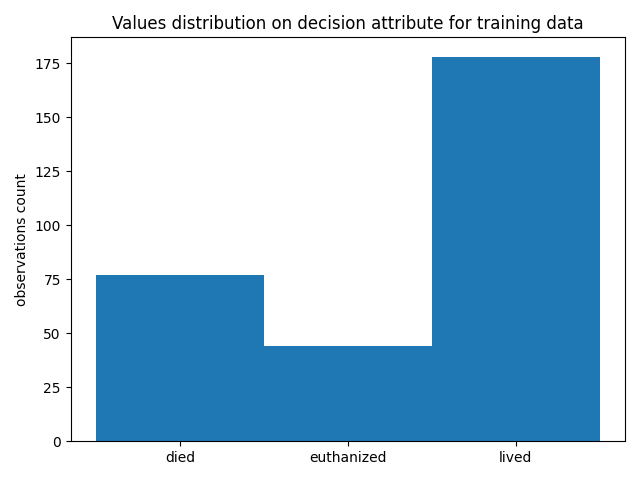 Values distribution on decision attribute for training data
175
150
125
100
75
50
25
0
observations count
died euthanized lived